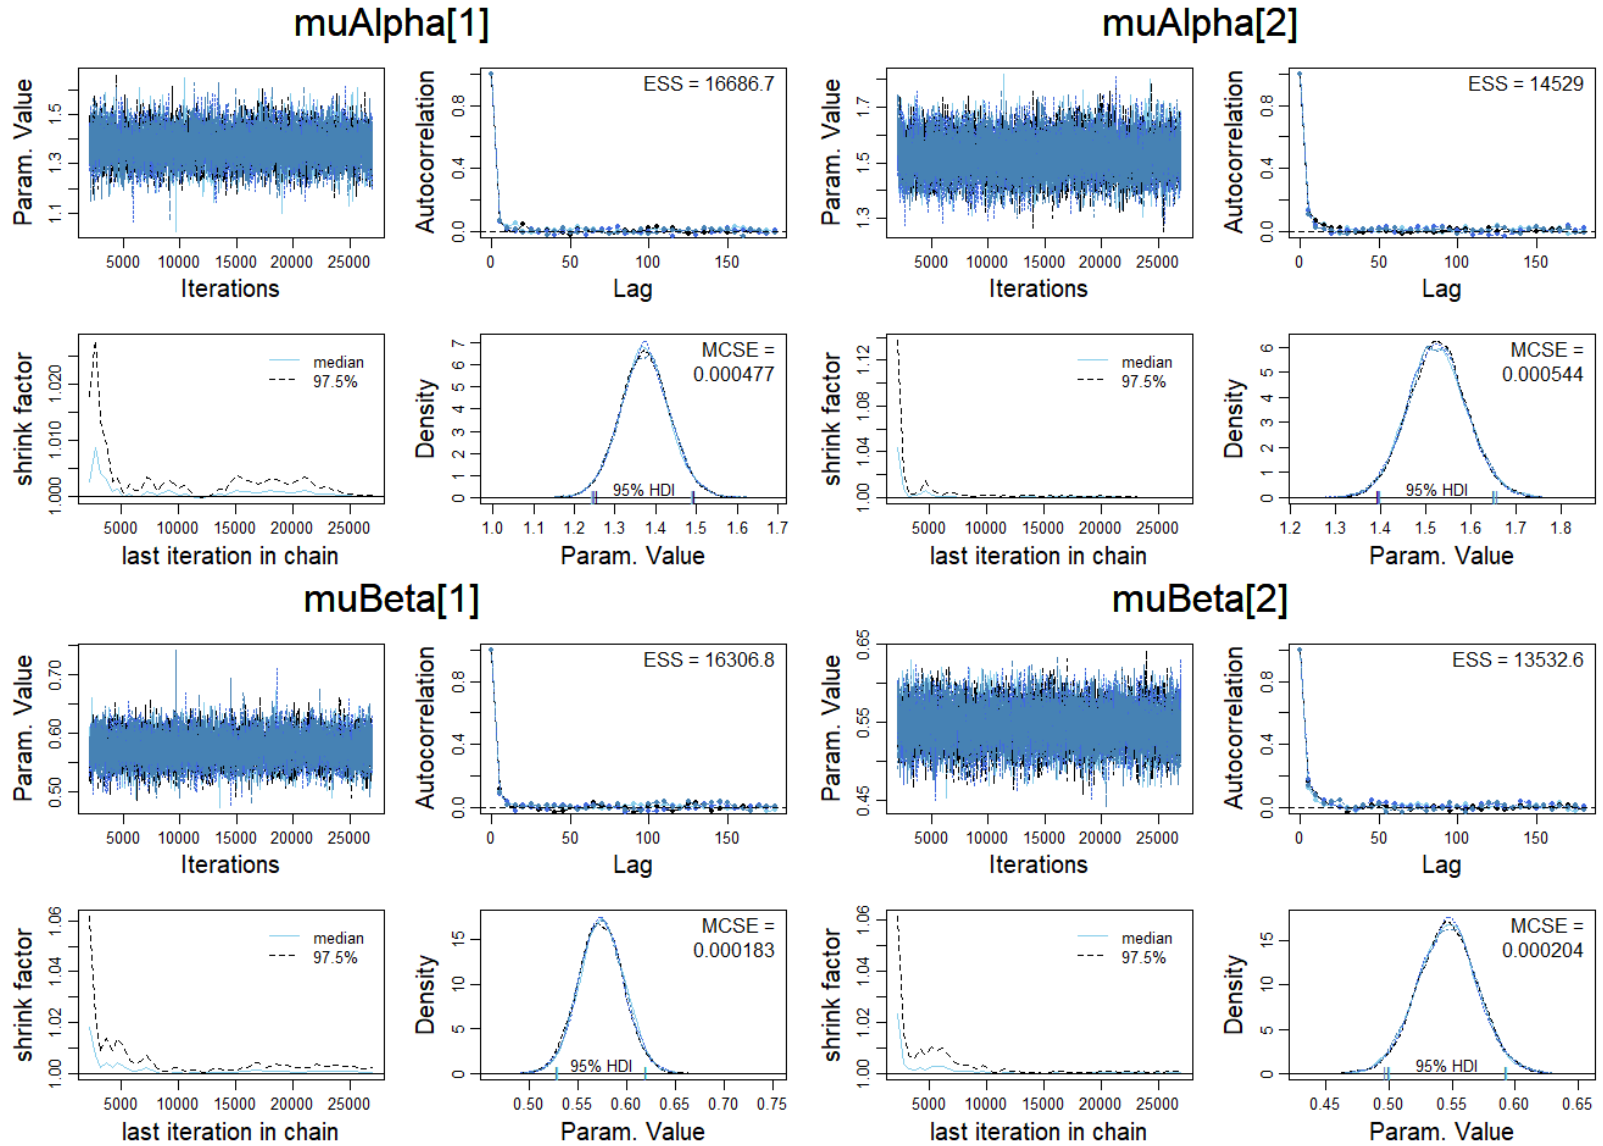 muAlpha[1]
Param. Value
1.1 1.3 1.5
5000 10000 15000 20000 25000
Iterations
Autocorrelation
0.0 0.4 0.8
ESS = 16686.7
0 50 100 150
Lag
shrink factor
1.000 1.010 1.020
median
97.5%
5000 10000 15000 20000 25000
last iteration in chain
Density
0 1 2 3 4 5 6 7
MCSE =
0.000477
95% HDI
1.0 1.1 1.2 1.3 1.4 1.5 1.6 1.7
Param. Value
muAlpha[2]
Param. Value
1.3 1.5 1.7
5000 10000 15000 20000 25000
Iterations
Autocorrelation
0.0 0.4 0.8
ESS = 14529
0 50 100 150
Lag
shrink factor
1.00 1.04 1.08 1.12
median
97.5%
5000 10000 15000 20000 25000
last iteration in chain
Density
0 1 2 3 4 5 6
MCSE =
0.000544
95% HDI
1.2 1.3 1.4 1.5 1.6 1.7 1.8
Param. Value
muBeta[1]
Param. Value
0.50 0.60 0.70
5000 10000 15000 20000 25000
Iterations
Autocorrelation
0.0 0.4 0.8
ESS = 16306.8
0 50 100 150
Lag
shrink factor
1.00 1.02 1.04 1.06
median
97.5%
5000 10000 15000 20000 25000
last iteration in chain
Density
0 5 10 15
MCSE =
0.000183
95% HDI
0.50 0.55 0.60 0.65 0.70 0.75
Param. Value
muBeta[2]
Param. Value
0.45 0.55 0.65
5000 10000 15000 20000 25000
Iterations
Autocorrelation
0.0 0.4 0.8
ESS = 13532.6
0 50 100 150
Lag
shrink factor
1.00 1.02 1.04 1.06
median
97.5%
5000 10000 15000 20000 25000
last iteration in chain
Density
0 5 10 15
MCSE =
0.000204
95% HDI
0.45 0.50 0.55 0.60 0.65
Param. Value